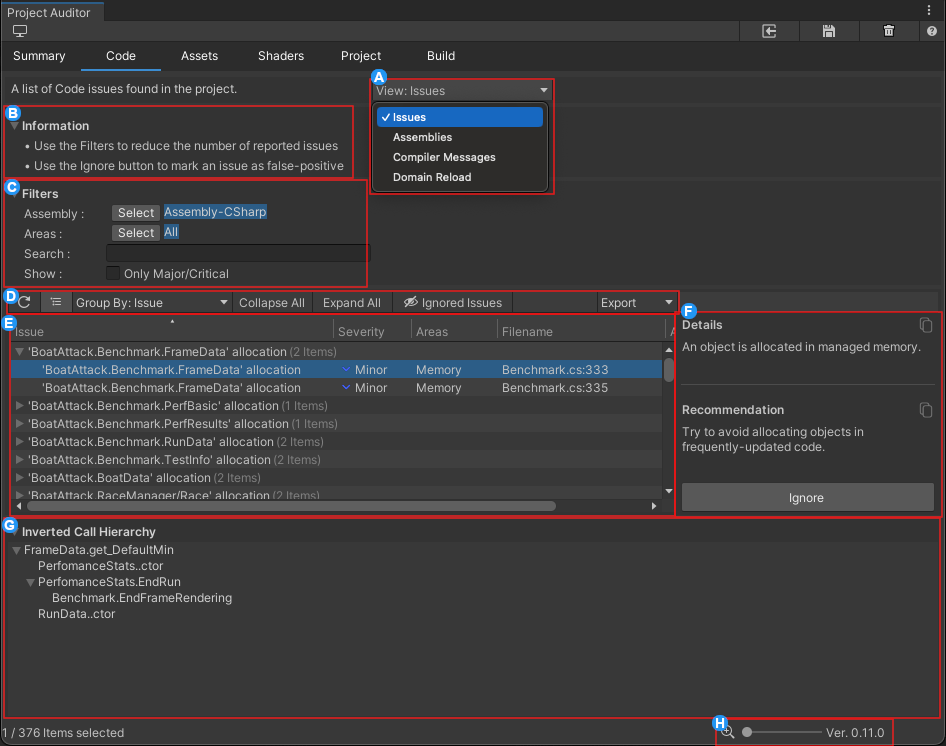 Project Auditor
Summary Code Assets Shaders Project Build
A list of Code issues found in the project.
A
View: Issues
✓ Issues
Assemblies
Compiler Messages
Domain Reload
B
Information
• Use the Filters to reduce the number of reported issues
• Use the Ignore button to mark an issue as false-positive
C
Filters
Assembly : Select Assembly-CSharp
Areas : Select All
Search :
Show : Only Major/Critical
D
Group By: Issue Collapse All Expand All Ignored Issues Export
E
Issue Severity Areas Filename A
'BoatAttack.Benchmark.FrameData' allocation (2 Items)
'BoatAttack.Benchmark.FrameData' allocation Minor Memory Benchmark.cs:333
'BoatAttack.Benchmark.FrameData' allocation Minor Memory Benchmark.cs:335
'BoatAttack.Benchmark.PerfBasic' allocation (1 Items)
'BoatAttack.Benchmark.PerfResults' allocation (1 Items)
'BoatAttack.Benchmark.RunData' allocation (2 Items)
'BoatAttack.Benchmark.TestInfo' allocation (2 Items)
'BoatAttack.BoatData' allocation (2 Items)
'BoatAttack.RaceManager/Race' allocation (2 Items)
F
Details
An object is allocated in managed memory.
Recommendation
Try to avoid allocating objects in
frequently-updated code.
Ignore
G
Inverted Call Hierarchy
FrameData.get_DefaultMin
PerfomanceStats..ctor
PerfomanceStats.EndRun
Benchmark.EndFrameRendering
RunData..ctor
1 / 376 Items selected
H
Ver. 0.11.0